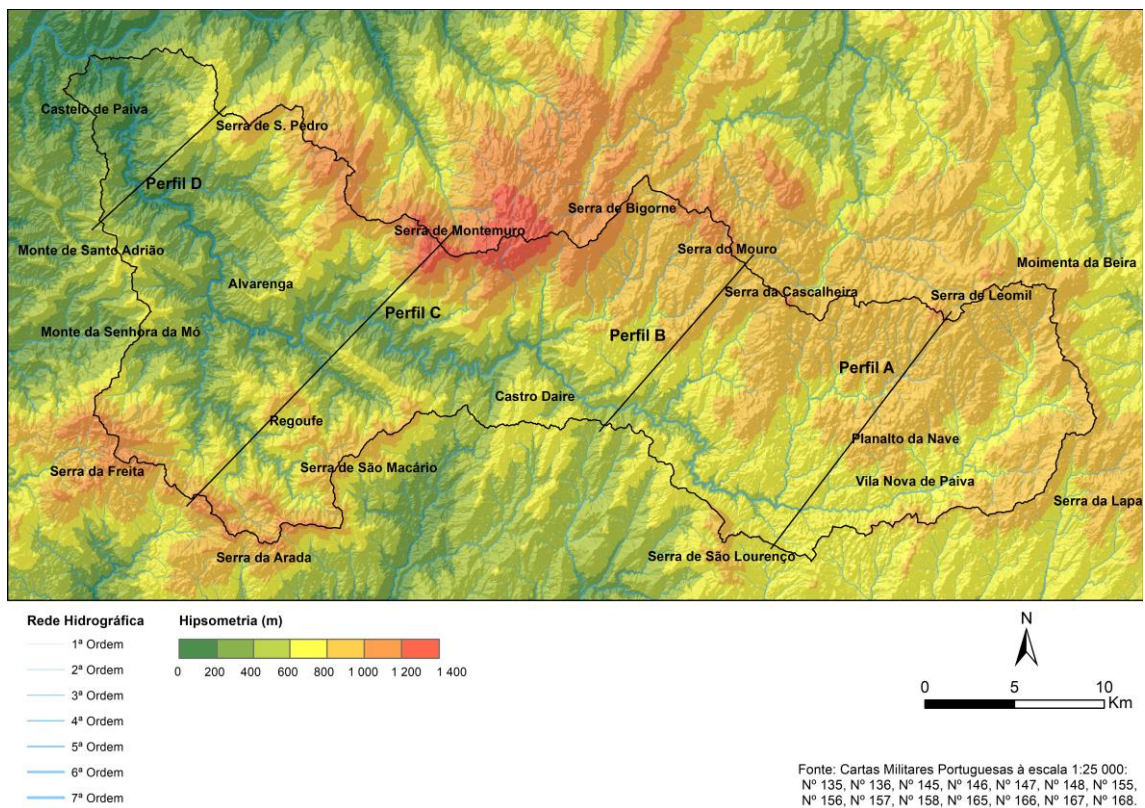 Castelo de Paiva
Serra de S. Pedro
Perfil D
Serra de Bigorne
Serra de Montemuro
Monte de Santo Adrião
Serra do Mouro
Moimenta da Beira
Alvarenga
Serra da Cascalheira
Serra de Leomil
Perfil C
Monte da Senhora da Mó
Perfil B
Perfil A
Castro Daire
Regoufe
Planalto da Nave
Serra da Freita
Serra de São Macário
Vila Nova de Paiva
Serra da Lapa
Serra da Arada
Serra de São Lourenço
Rede Hidrográfica
1ª Ordem
2ª Ordem
3ª Ordem
4ª Ordem
5ª Ordem
6ª Ordem
7ª Ordem
Hipsometria (m)
0 200 400 600 800 1 000 1 200 1 400
N
0 5 10
Km
Fonte: Cartas Militares Portuguesas à escala 1:25 000:
Nº 135, Nº 136, Nº 145, Nº 146, Nº 147, Nº 148, Nº 155,
Nº 156, Nº 157, Nº 158, Nº 165, Nº 166, Nº 167, Nº 168.